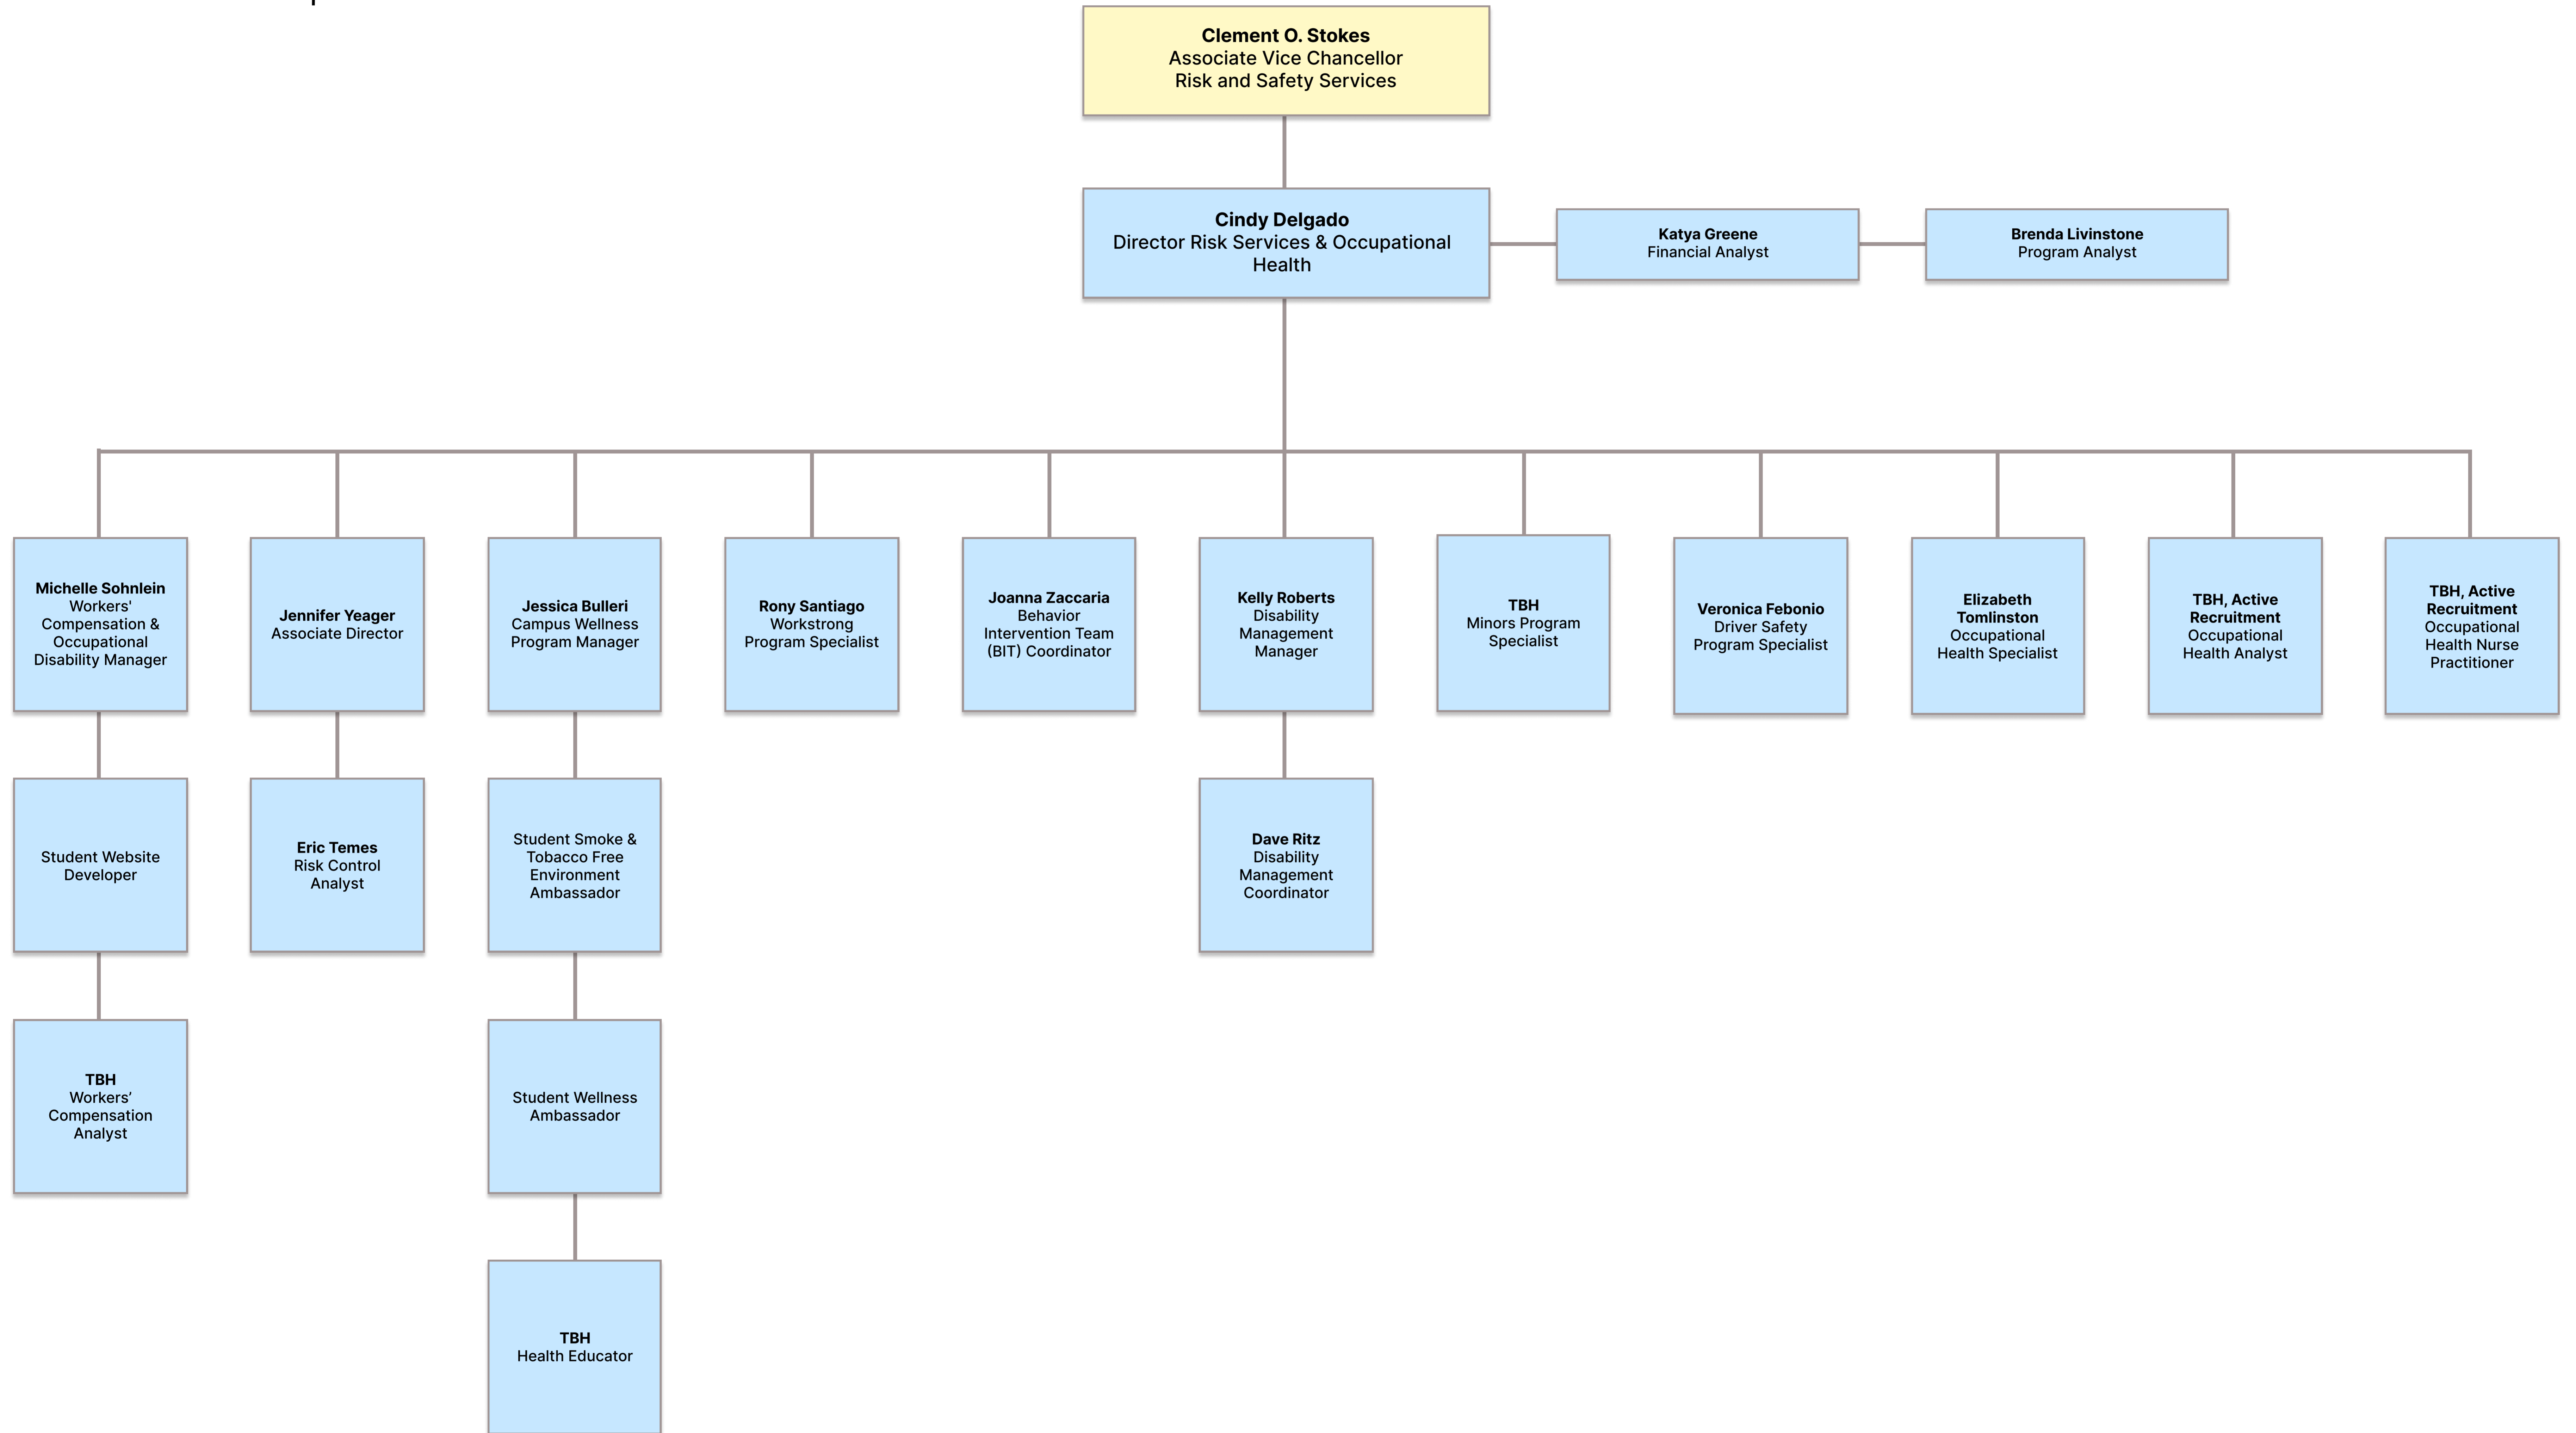 Clement O. Stokes
Associate Vice Chancellor
Risk and Safety Services
Cindy Delgado
Director Risk Services & Occupational
Health
Katya Greene
Financial Analyst
Brenda Livinstone
Program Analyst
Michelle Sohnlein
Workers'
Compensation &
Occupational
Disability Manager
Jennifer Yeager
Associate Director
Jessica Bulleri
Campus Wellness
Program Manager
Rony Santiago
Workstrong
Program Specialist
Joanna Zaccaria
Behavior
Intervention Team
(BIT) Coordinator
Kelly Roberts
Disability
Management
Manager
TBH
Minors Program
Specialist
Veronica Febonio
Driver Safety
Program Specialist
Elizabeth
Tomlinston
Occupational
Health Specialist
TBH, Active
Recruitment
Occupational
Health Analyst
TBH, Active
Recruitment
Occupational
Health Nurse
Practitioner
Student Website
Developer
Eric Temes
Risk Control
Analyst
Student Smoke &
Tobacco Free
Environment
Ambassador
Dave Ritz
Disability
Management
Coordinator
TBH
Workers’
Compensation
Analyst
Student Wellness
Ambassador
TBH
Health Educator